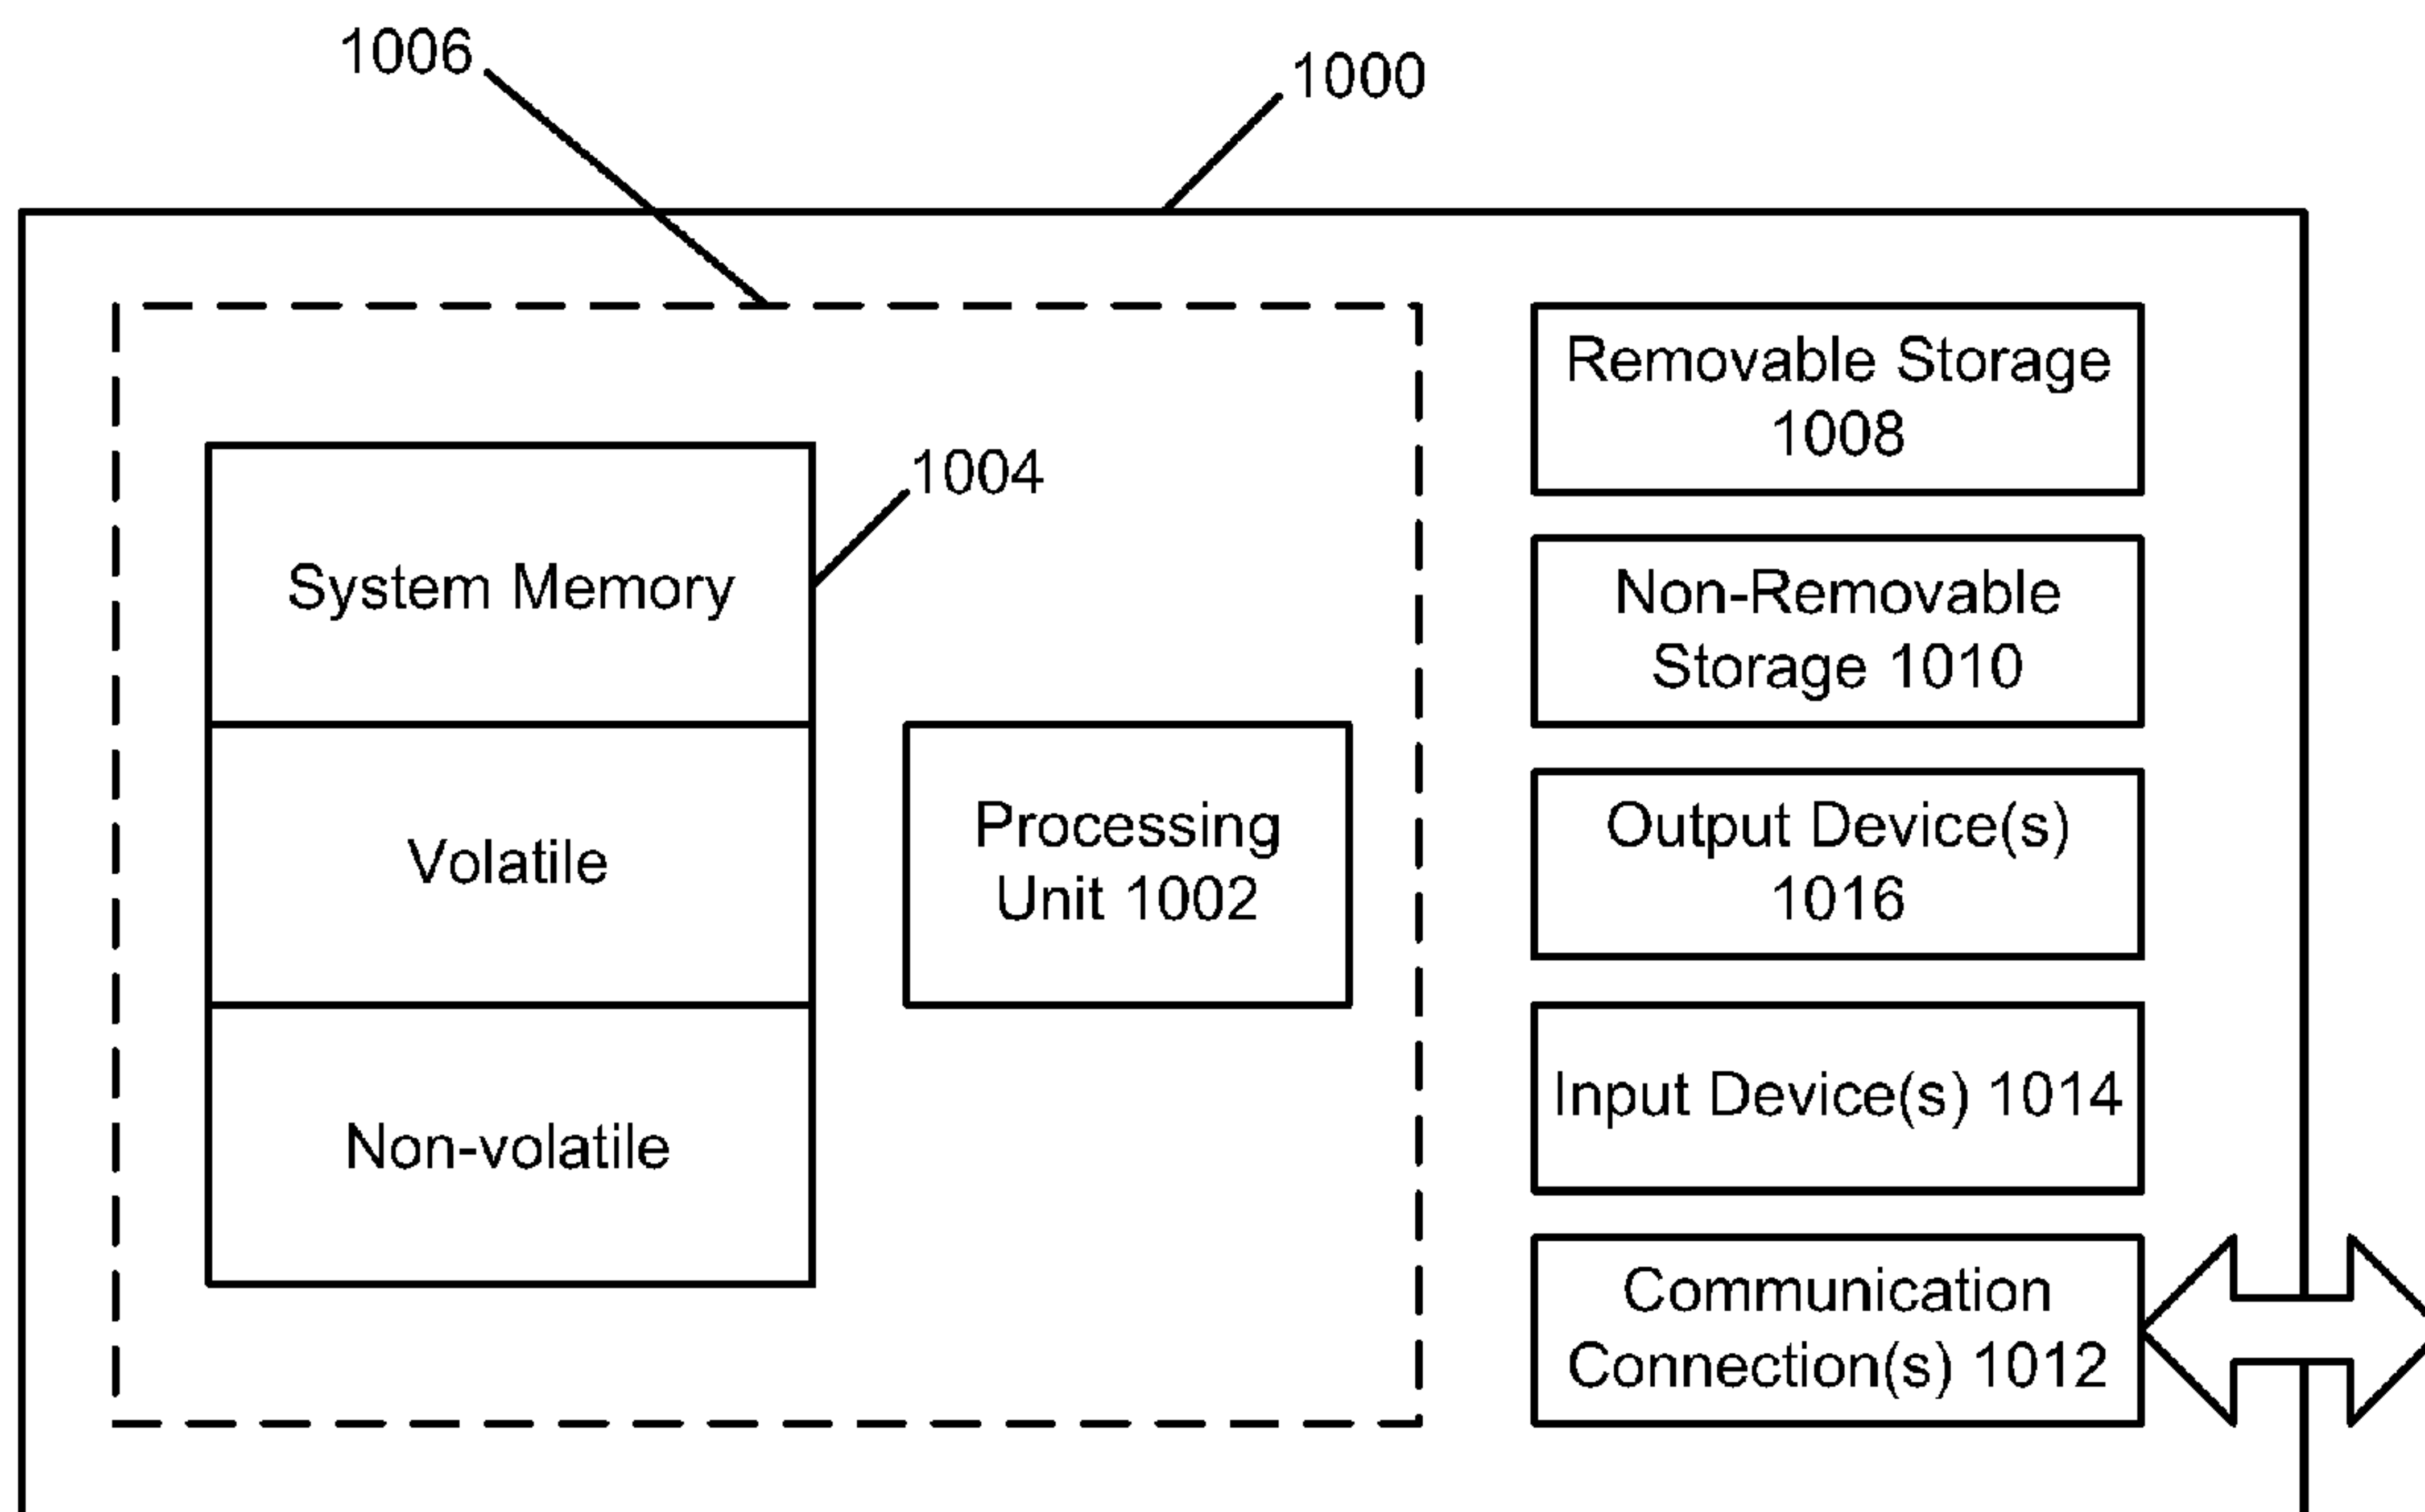 1006
1000
System Memory
1004
Volatile
Non-volatile
Processing
Unit 1002
Removable Storage
1008
Non-Removable
Storage 1010
Output Device(s)
1016
Input Device(s) 1014
Communication
Connection(s) 1012